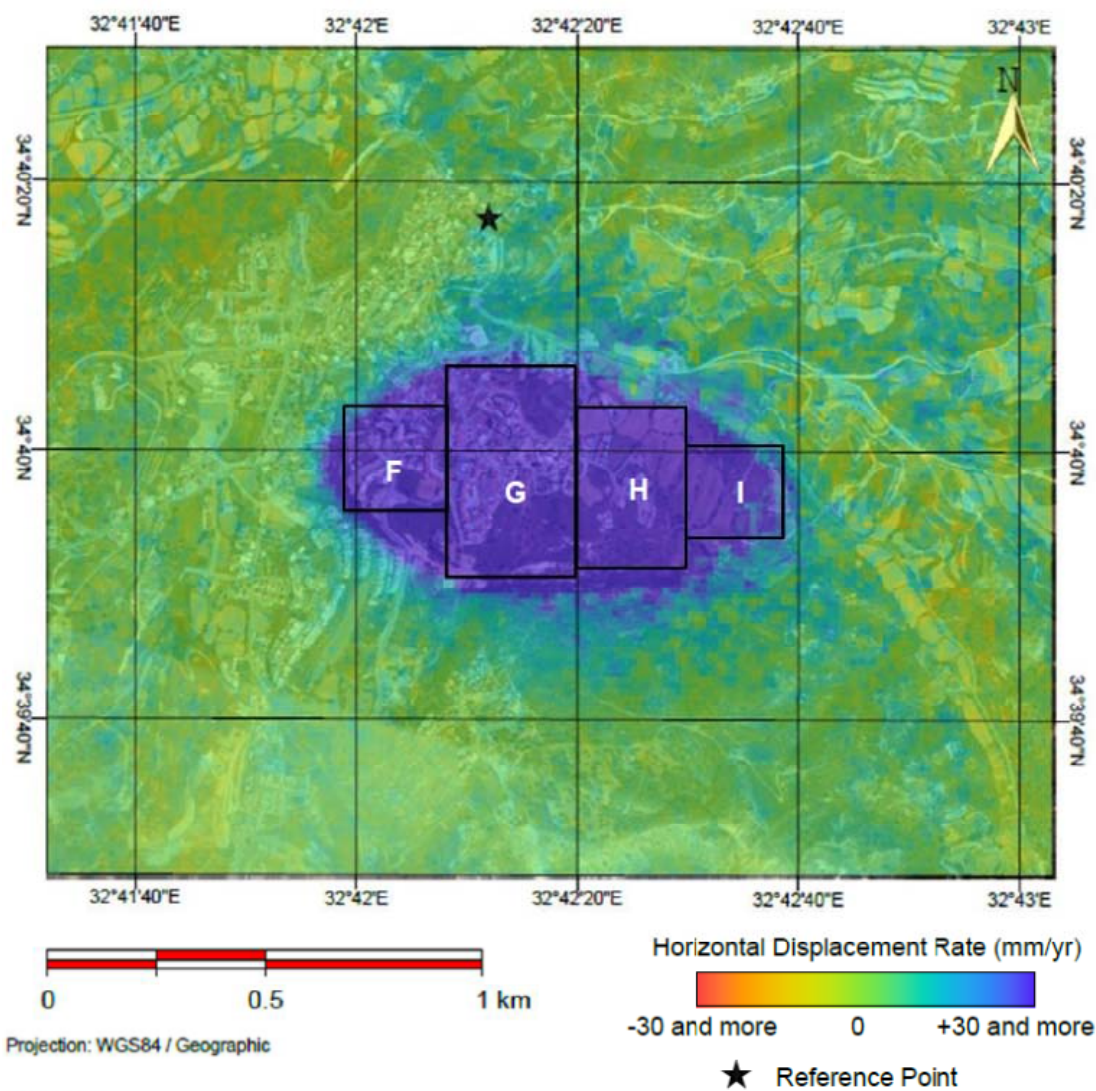 32°41'40"E 32°42'E 32°42'20"E 32°42'40"E 32°43'E
N
34°40'20"N 34°40'20"N
34°40'N 34°40'N
F G H I
34°39'40"N 34°39'40"N
32°41'40"E 32°42'E 32°42'20"E 32°42'40"E 32°43'E
0 0.5 1 km
Projection: WGS84 / Geographic
Horizontal Displacement Rate (mm/yr)
-30 and more 0 +30 and more
Reference Point